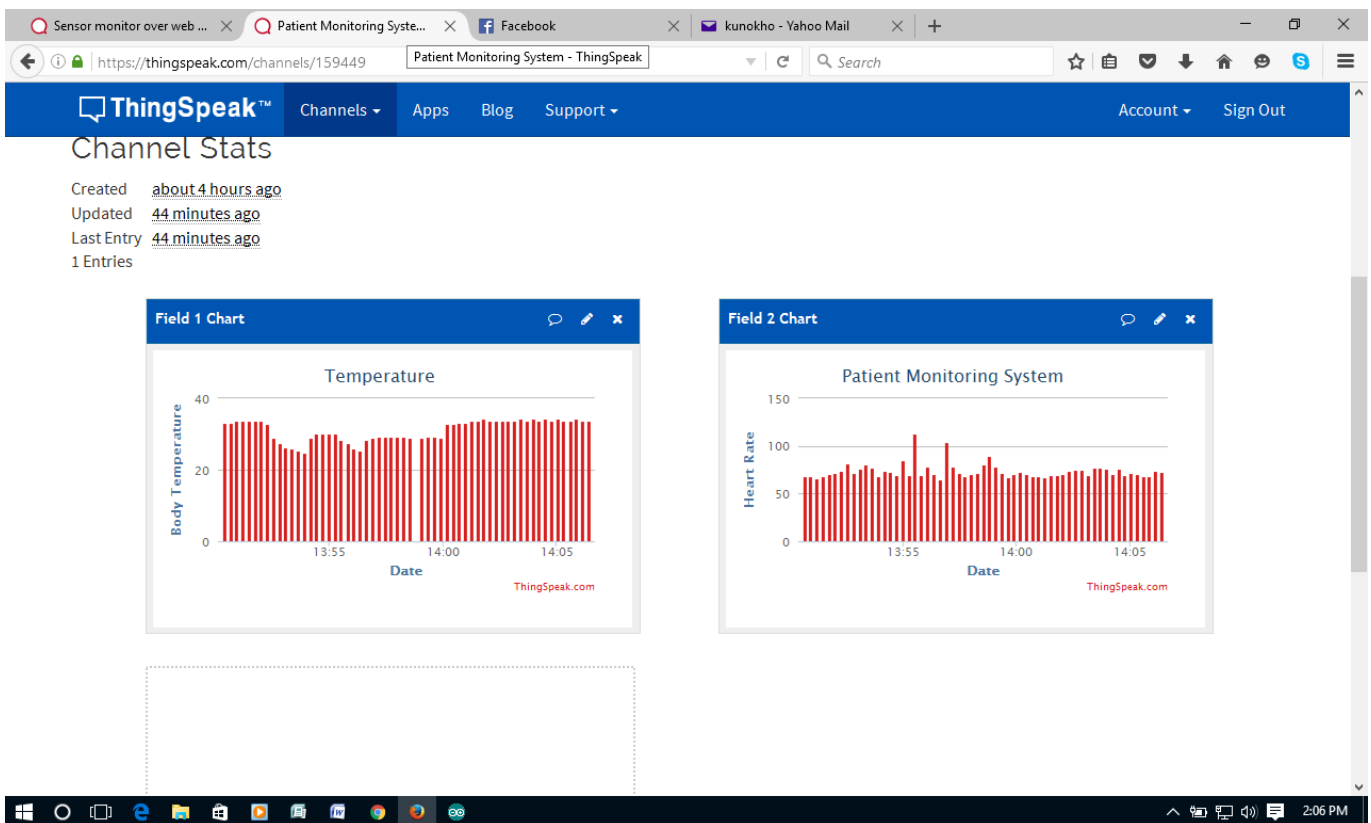 Sensor monitor over web ...
Patient Monitoring Syste...
Facebook
kunokho - Yahoo Mail
https://thingspeak.com/channels/159449
Patient Monitoring System - ThingSpeak
Search
ThingSpeak™
Channels
Apps
Blog
Support
Account
Sign Out
Channel Stats
Created about 4 hours ago
Updated 44 minutes ago
Last Entry 44 minutes ago
1 Entries
Field 1 Chart
Temperature
Body Temperature
40
20
0
13:55 14:00 14:05
Date
ThingSpeak.com
Field 2 Chart
Patient Monitoring System
Heart Rate
150
100
50
0
13:55 14:00 14:05
Date
ThingSpeak.com
2:06 PM